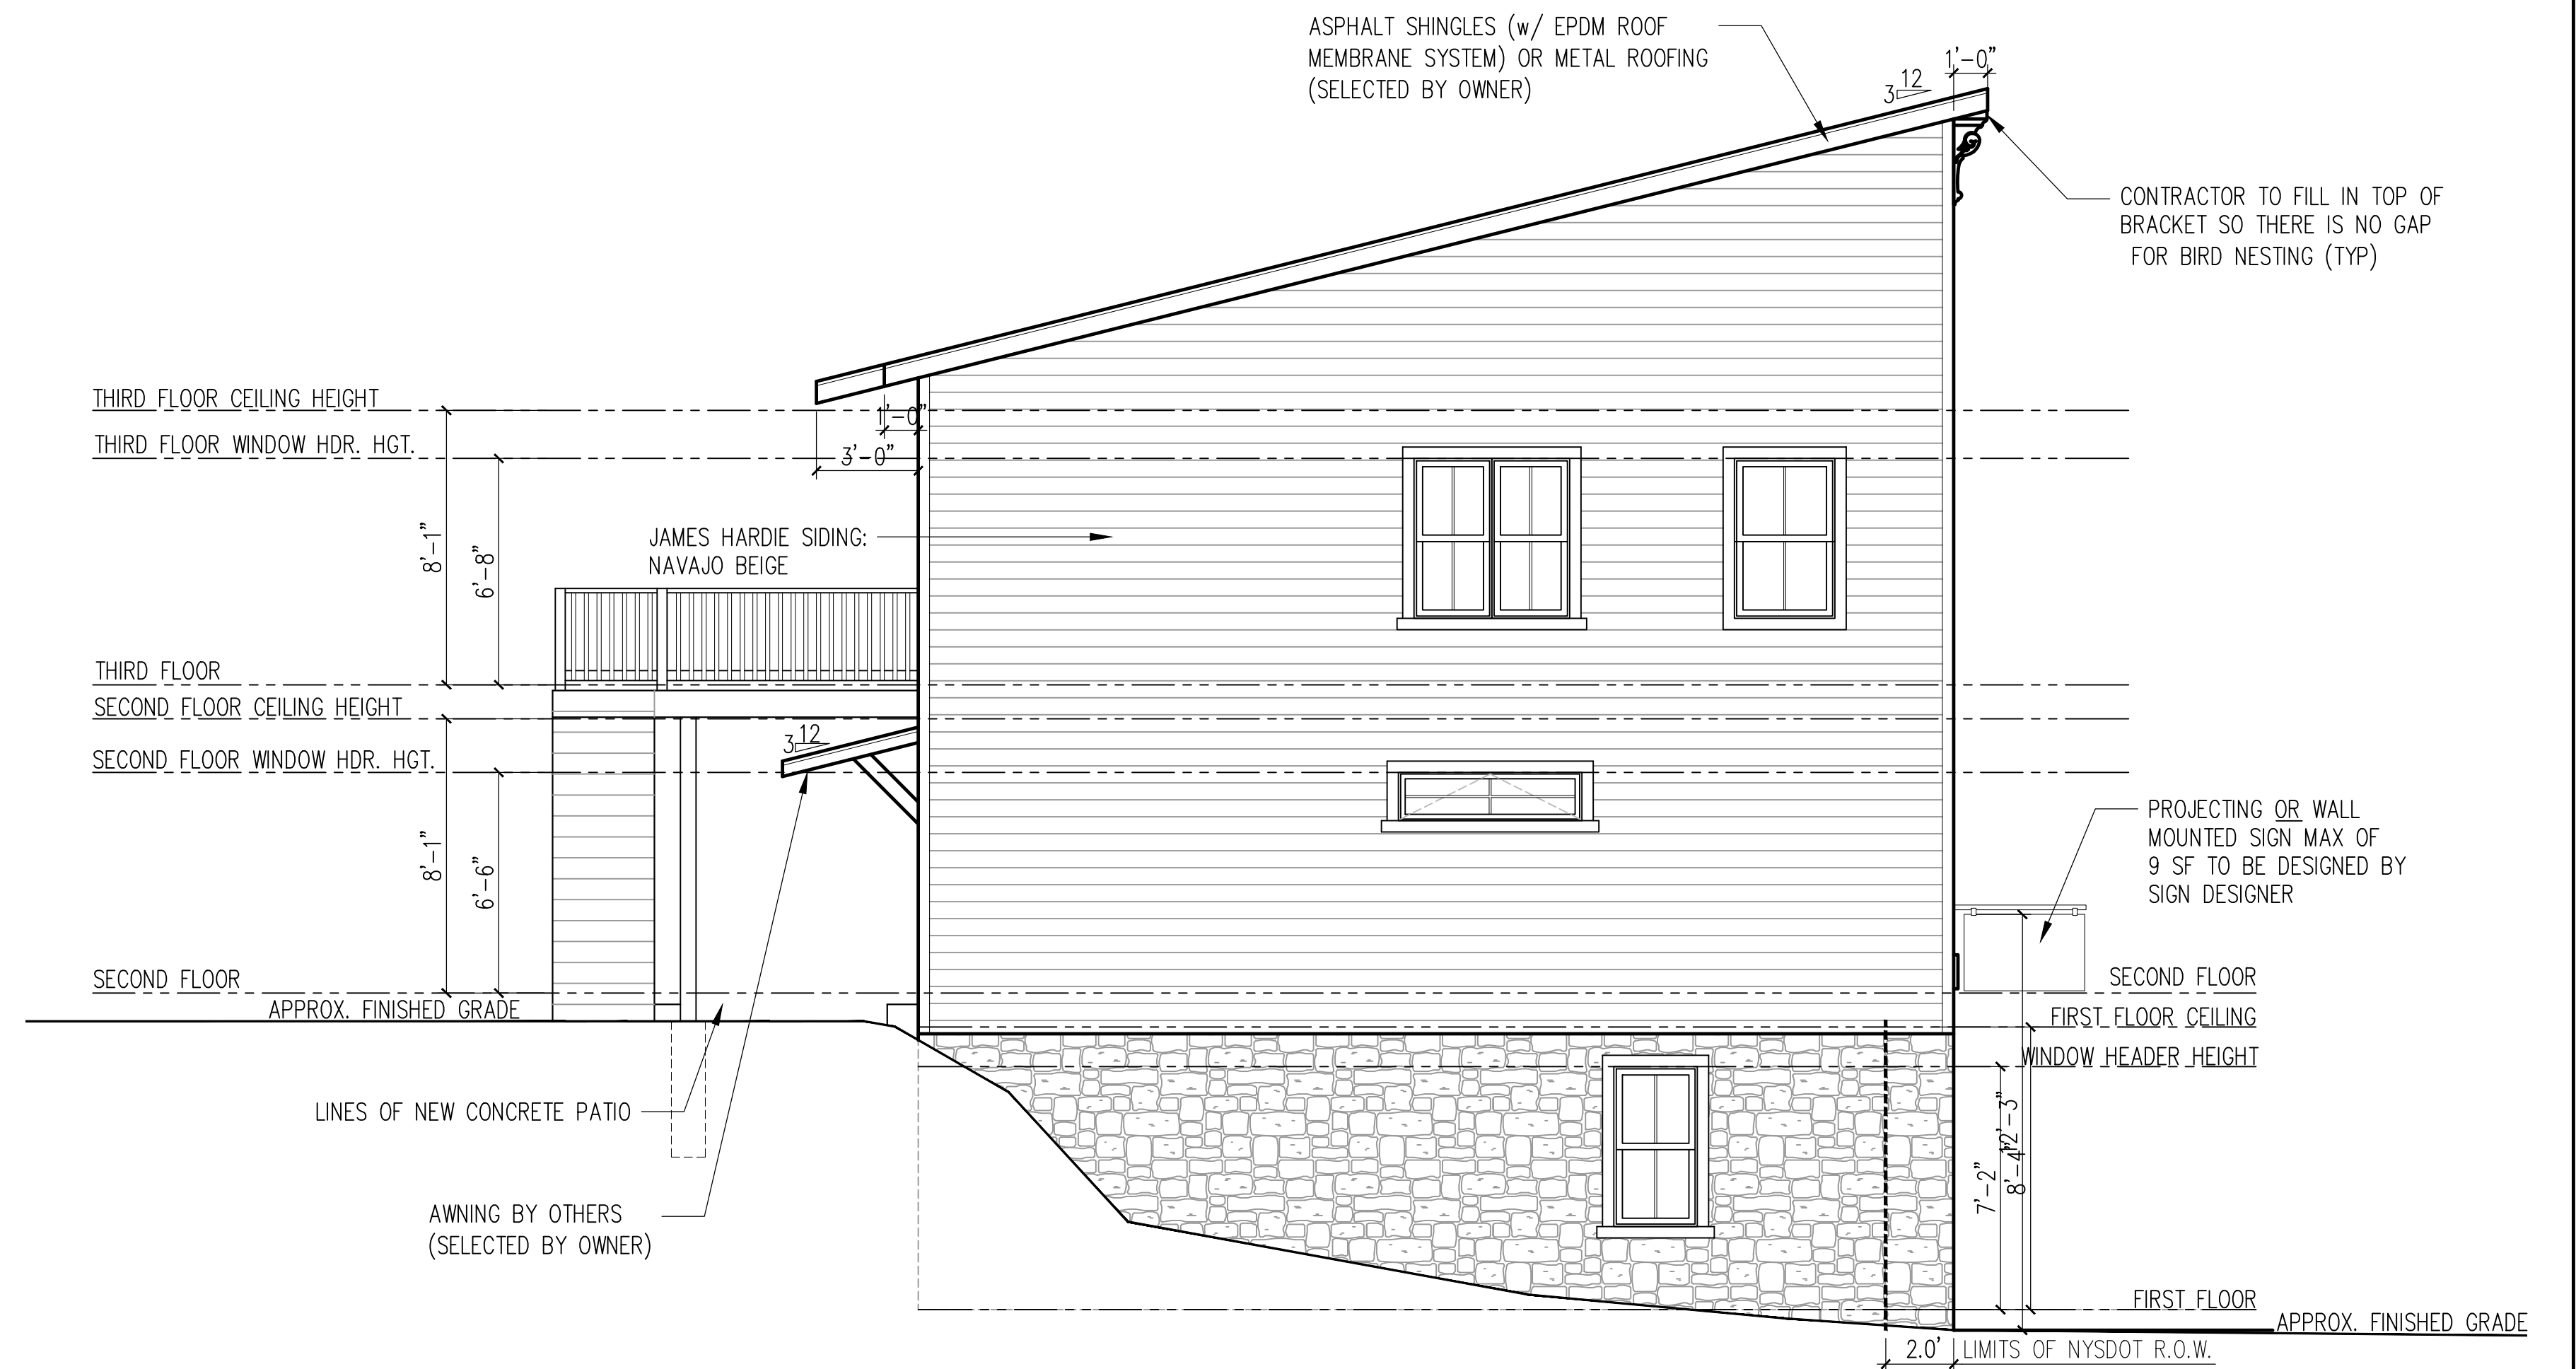 ASPHALT SHINGLES (w/ EPDM ROOF
MEMBRANE SYSTEM) OR METAL ROOFING
(SELECTED BY OWNER)
1'-0"
12
3
CONTRACTOR TO FILL IN TOP OF
BRACKET SO THERE IS NO GAP
FOR BIRD NESTING (TYP)
THIRD FLOOR CEILING HEIGHT
1'-0"
THIRD FLOOR WINDOW HDR. HGT.
3'-0"
8'-1"
6'-8"
JAMES HARDIE SIDING:
NAVAJO BEIGE
THIRD FLOOR
SECOND FLOOR CEILING HEIGHT
12
3
SECOND FLOOR WINDOW HDR. HGT.
8'-1"
6'-6"
PROJECTING OR WALL
MOUNTED SIGN MAX OF
9 SF TO BE DESIGNED BY
SIGN DESIGNER
SECOND FLOOR
SECOND FLOOR
APPROX. FINISHED GRADE
FIRST FLOOR CEILING
WINDOW HEADER HEIGHT
LINES OF NEW CONCRETE PATIO
7'-2"
8'-4"
12'-3"
AWNING BY OTHERS
(SELECTED BY OWNER)
FIRST FLOOR
APPROX. FINISHED GRADE
2.0'
LIMITS OF NYSDOT R.O.W.